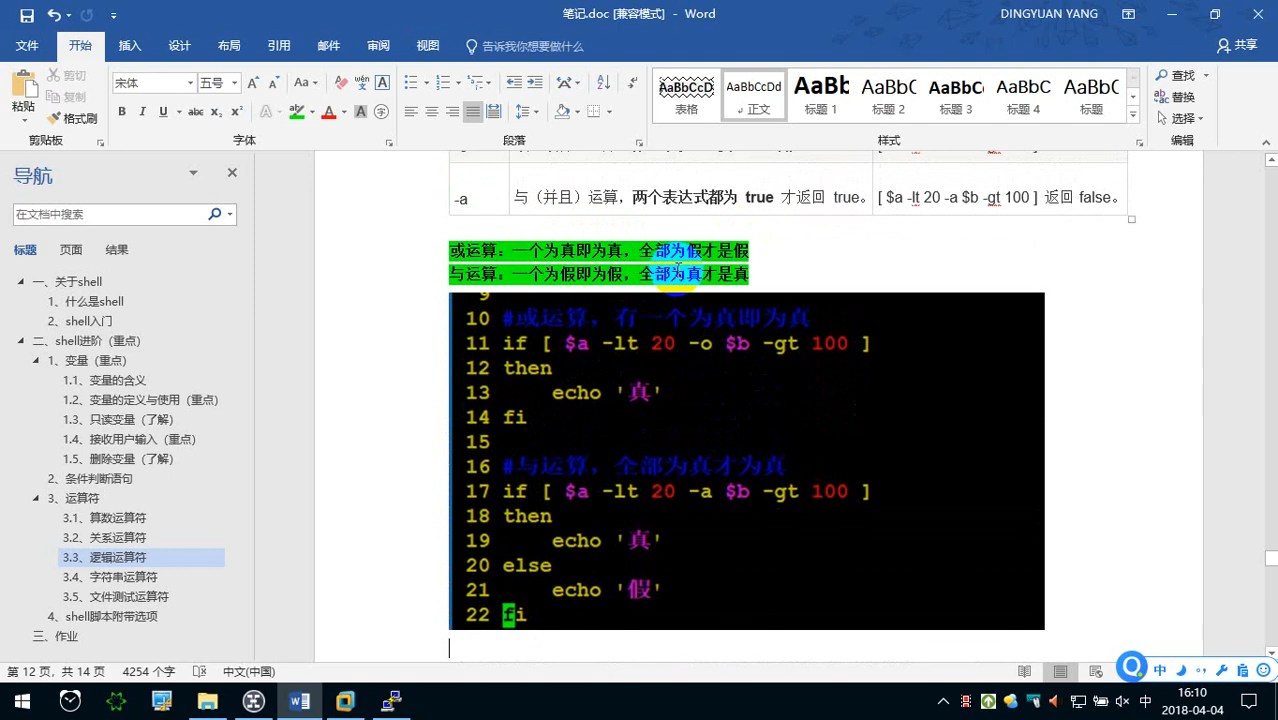 笔记.doc [兼容模式] - Word
DINGYUAN YANG
文件
开始
插入
设计
布局
引用
邮件
审阅
视图
告诉我你想要做什么
共享
粘贴
剪切
复制
格式刷
剪贴板
宋体
五号
字体
段落
AaBbCcD
表格
AaBbCcDd
正文
AaBb
标题 1
AaBbC
标题 2
AaBbC
标题 3
AaBbC
标题 4
AaBbC
标题
样式
查找
替换
选择
编辑
导航
在文档中搜索
标题
页面
结果
一、关于shell
1、什么是shell
2、shell入门
二、shell进阶（重点）
1、变量（重点）
1.1、变量的含义
1.2、变量的定义与使用（重点）
1.3、只读变量（了解）
1.4、接收用户输入（重点）
1.5、删除变量（了解）
2、条件判断语句
3、运算符
3.1、算数运算符
3.2、关系运算符
3.3、逻辑运算符
3.4、字符串运算符
3.5、文件测试运算符
4、shell脚本附带选项
三、作业
-a
与（并且）运算，两个表达式都为 true 才返回 true。
[ $a -lt 20 -a $b -gt 100 ] 返回 false。
或运算：一个为真即为真，全部为假才是假
与运算：一个为假即为假，全部为真才是真
9
10 #或运算，有一个为真即为真
11 if [ $a -lt 20 -o $b -gt 100 ]
12 then
13 echo '真'
14 fi
15
16 #与运算，全部为真才为真
17 if [ $a -lt 20 -a $b -gt 100 ]
18 then
19 echo '真'
20 else
21 echo '假'
22 fi
第 12 页，共 14 页
4254 个字
中文(中国)
中
中
16:10
2018-04-04